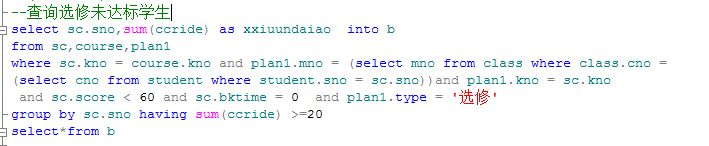 ---查询选修未达标学生
select sc.sno,sum(ccride) as xxiuundaiao  into b
from sc,course,plan1
where sc.kno = course.kno and plan1.mno = (select mno from class where class.cno =
(select cno from student where student.sno = sc.sno))and plan1.kno = sc.kno
 and sc.score < 60 and sc.bktime = 0  and plan1.type = '选修'
group by sc.sno having sum(ccride) >=20
select*from b